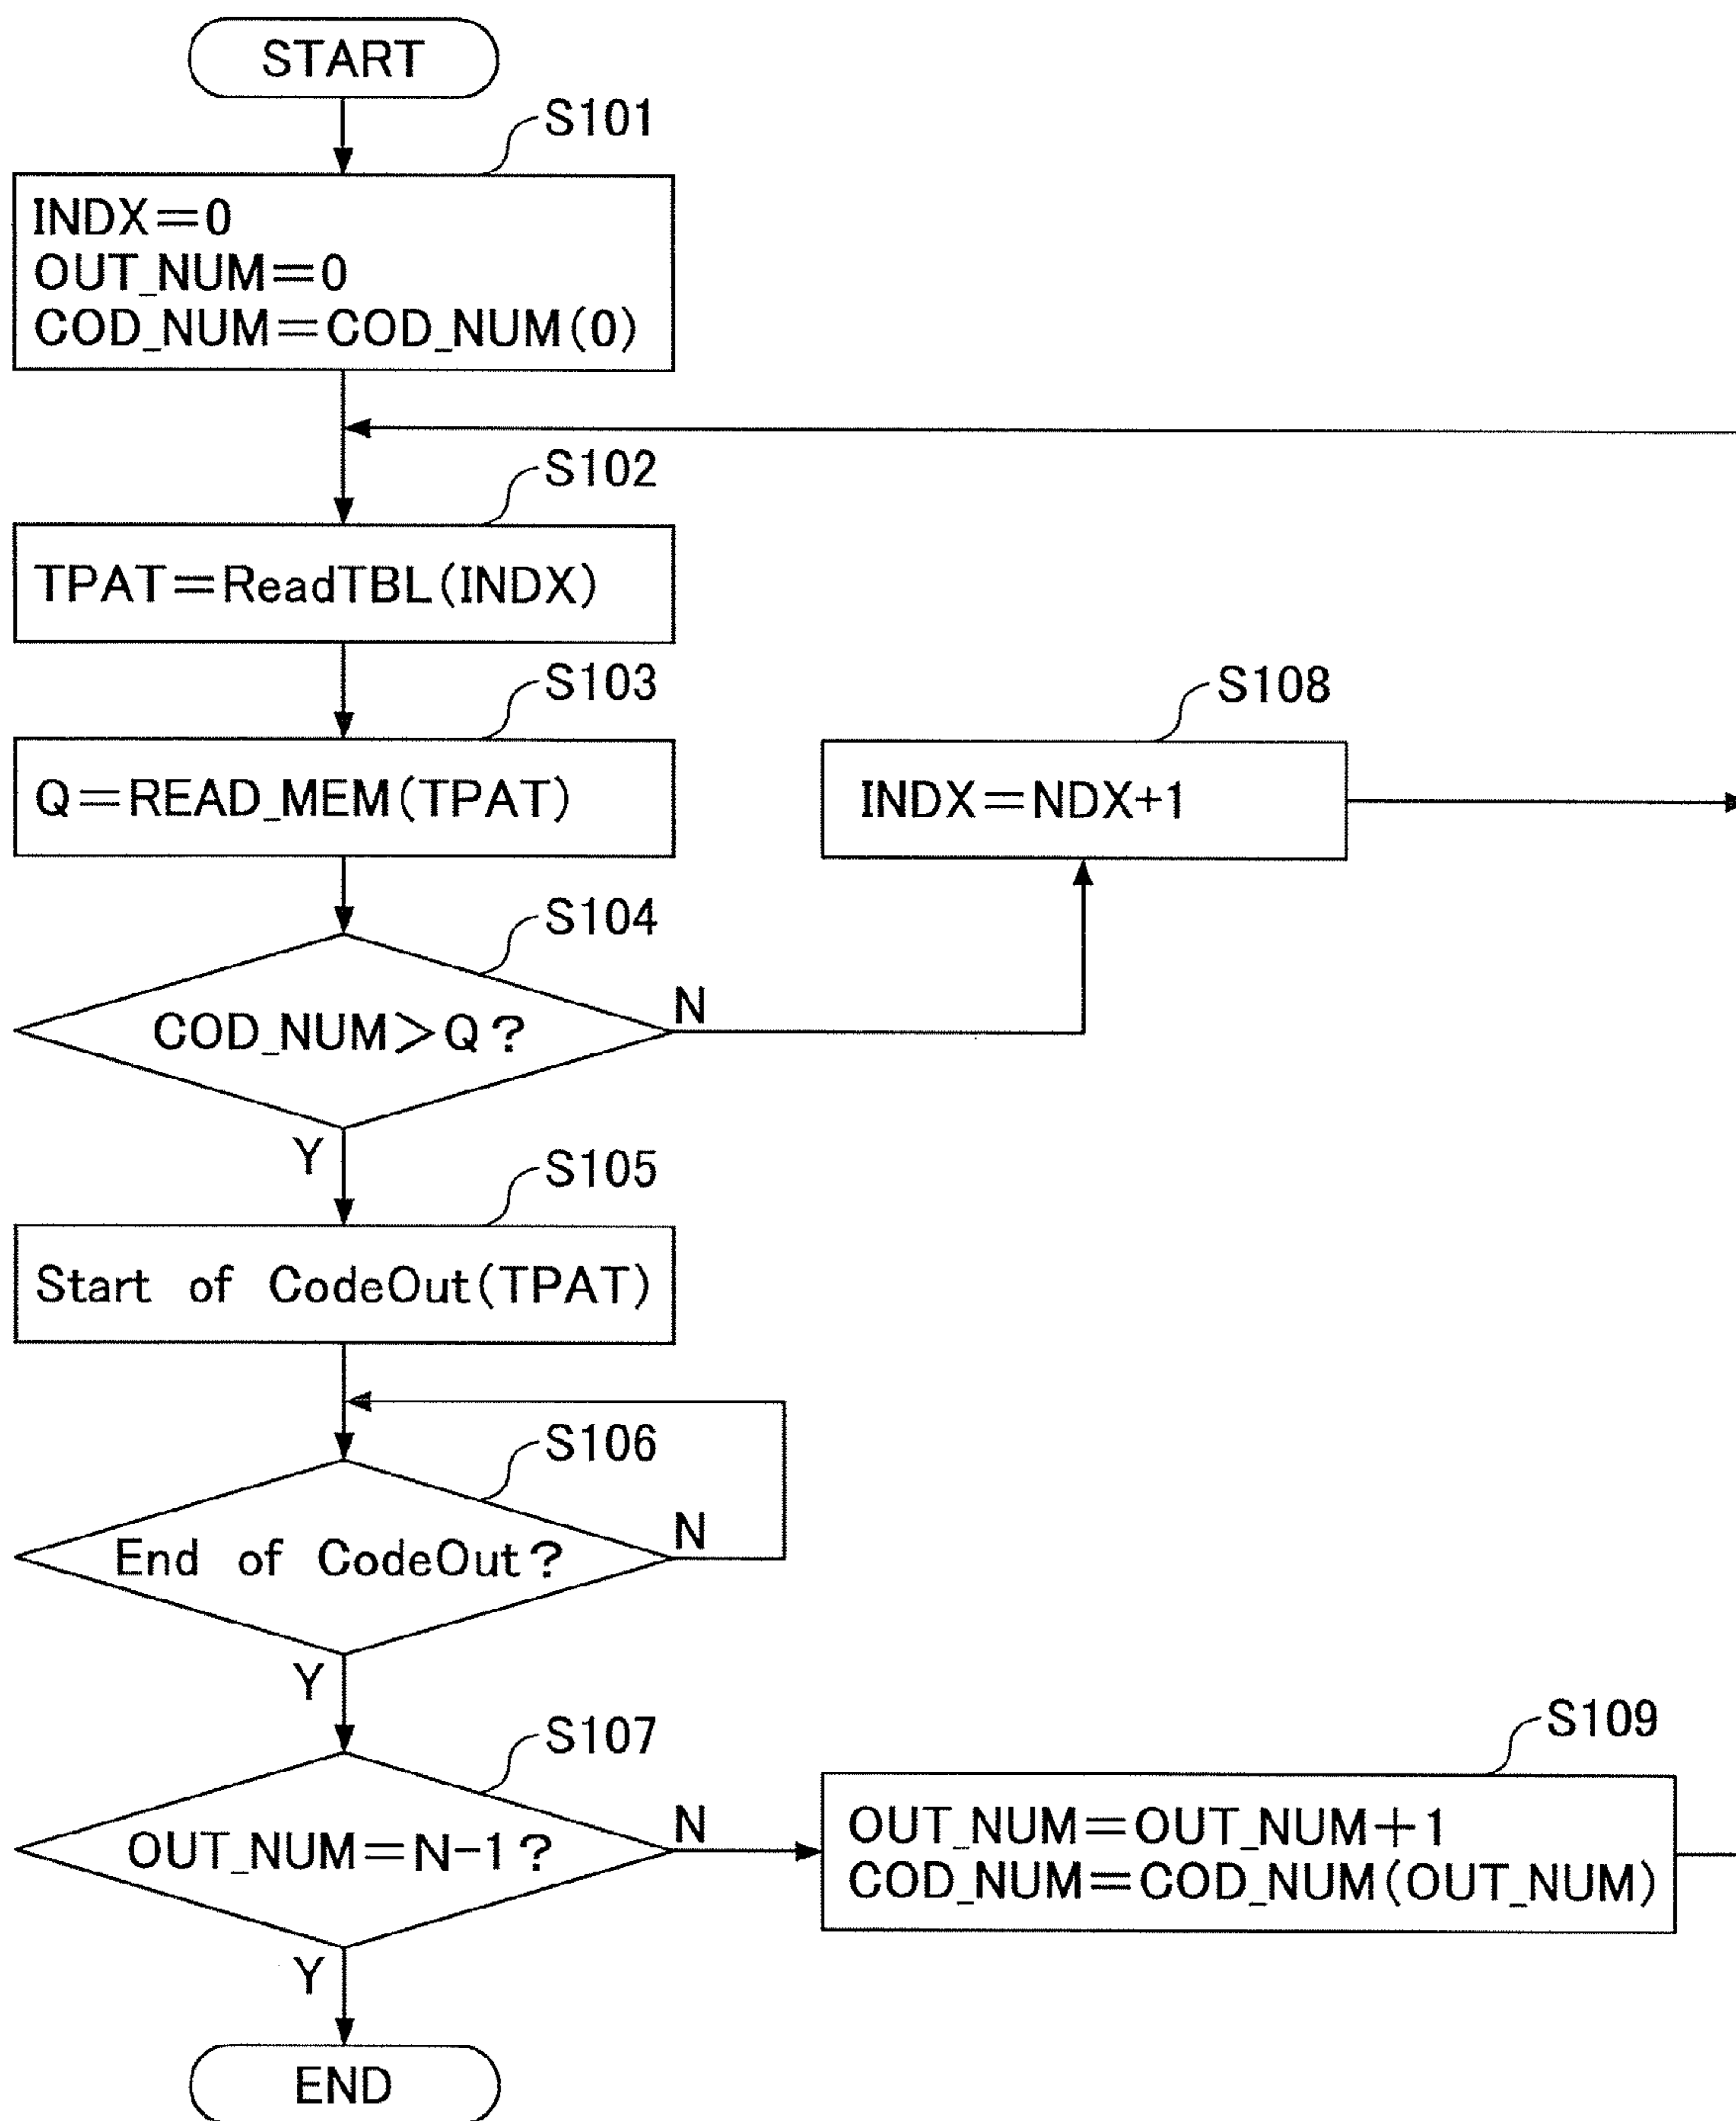 START
S101
INDX=0
OUT_NUM=0
COD_NUM=COD_NUM(0)
S102
TPAT=ReadTBL(INDX)
S103
Q=READ_MEM(TPAT)
S108
INDX=NDX+1
S104
COD_NUM>Q?
N
Y
S105
Start of CodeOut(TPAT)
S106
End of CodeOut?
N
Y
S107
OUT_NUM=N-1?
N
S109
OUT_NUM=OUT_NUM+1
COD_NUM=COD_NUM(OUT_NUM)
Y
END